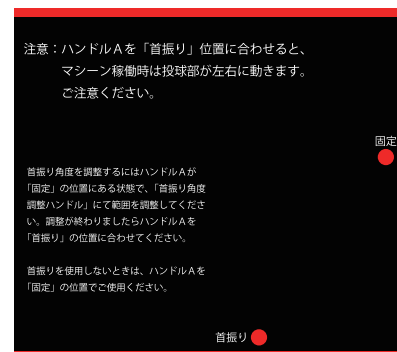 注意：ハンドルＡを「首振り」位置に合わせると、
マシーン稼働時は投球部が左右に動きます。
ご注意ください。
固定
首振り角度を調整するにはハンドルＡが
「固定」の位置にある状態で、「首振り角度
調整ハンドル」にて範囲を調整してくださ
い。調整が終わりましたらハンドルＡを
「首振り」の位置に合わせてください。
首振りを使用しないときは、ハンドルＡを
「固定」の位置でご使用ください。
首振り